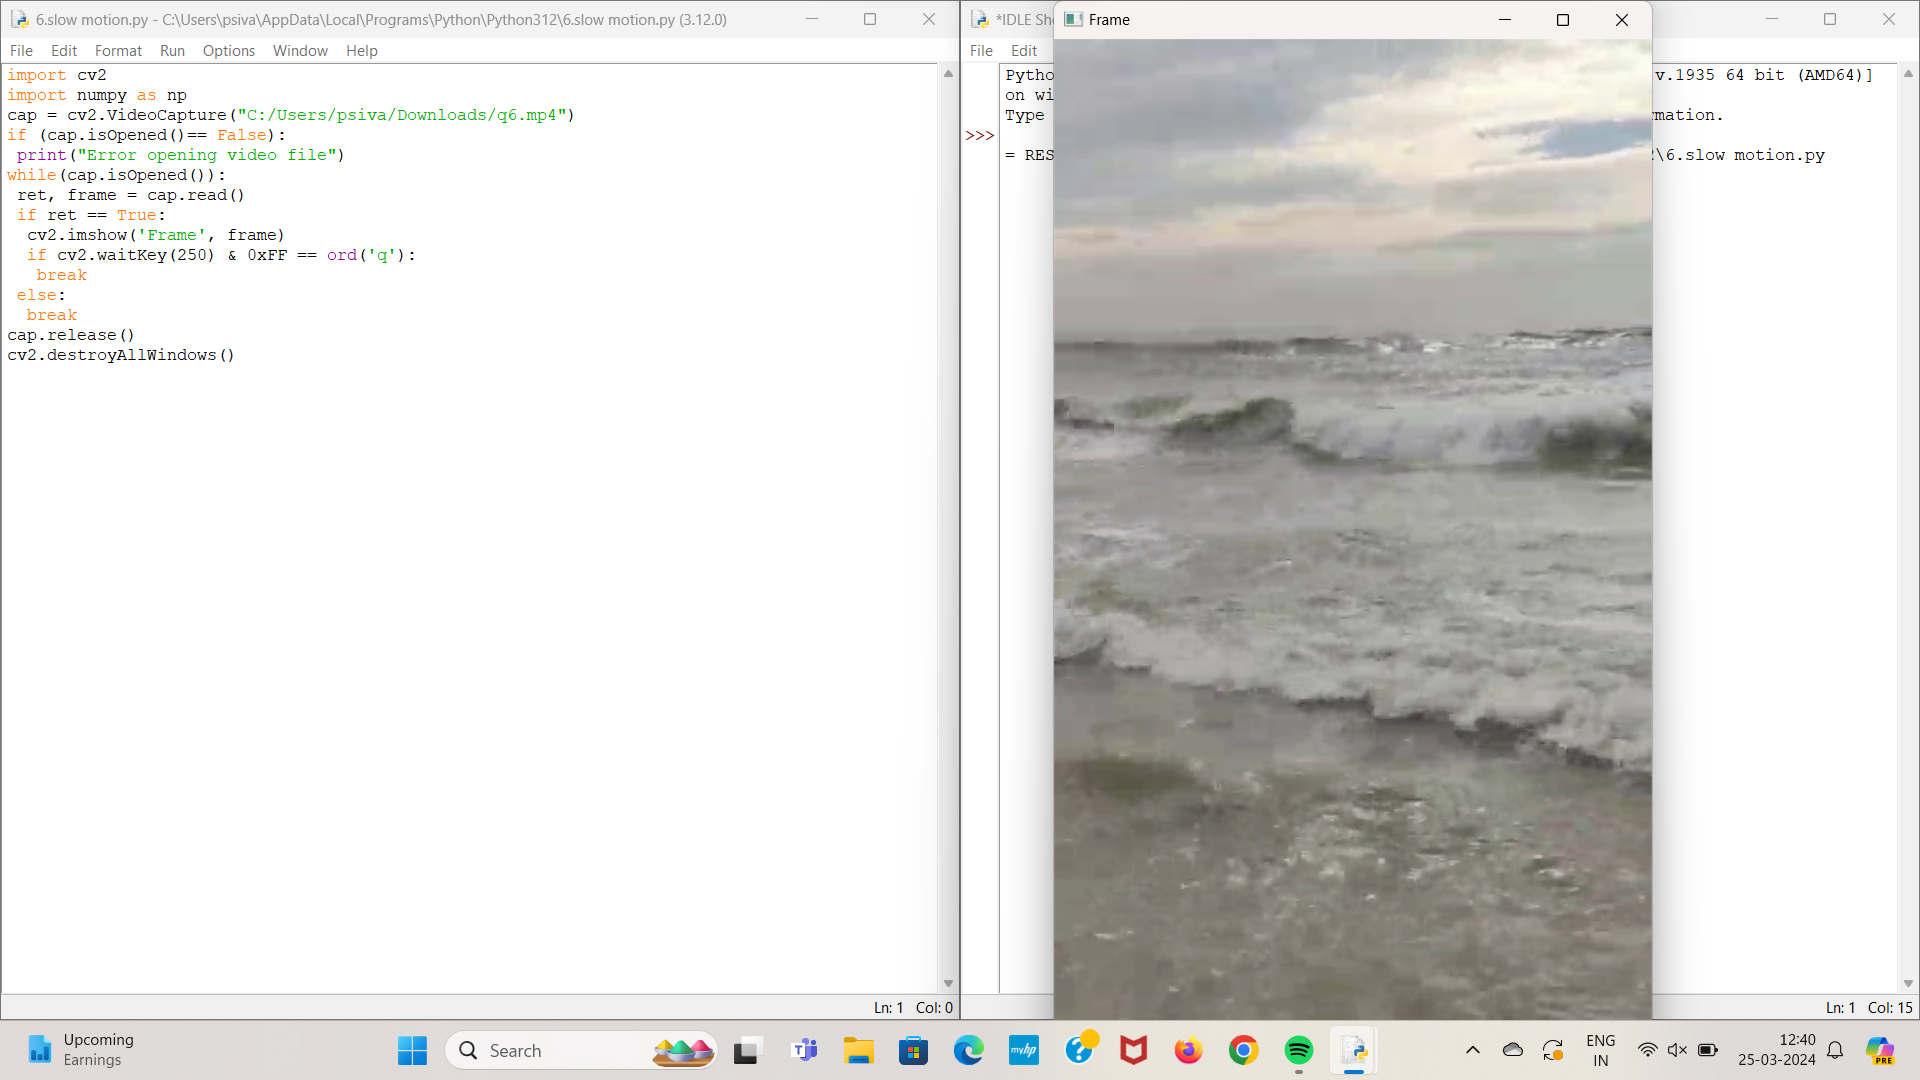 6.slow motion.py - C:\Users\psiva\AppData\Local\Programs\Python\Python312\6.slow motion.py (3.12.0)
File Edit Format Run Options Window Help
import cv2
import numpy as np
cap = cv2.VideoCapture("C:/Users/psiva/Downloads/q6.mp4")
if (cap.isOpened()== False):
 print("Error opening video file")
while(cap.isOpened()):
 ret, frame = cap.read()
 if ret == True:
  cv2.imshow('Frame', frame)
  if cv2.waitKey(250) & 0xFF == ord('q'):
   break
 else:
  break
cap.release()
cv2.destroyAllWindows()
Ln: 1 Col: 0
*IDLE Sh
File Edit
Pytho
v.1935 64 bit (AMD64)]
on wi
Type
mation.
>>>
= RES
2\6.slow motion.py
Frame
Ln: 1 Col: 15
Upcoming
Earnings
Search
myhp
ENG
IN
12:40
25-03-2024
PRE